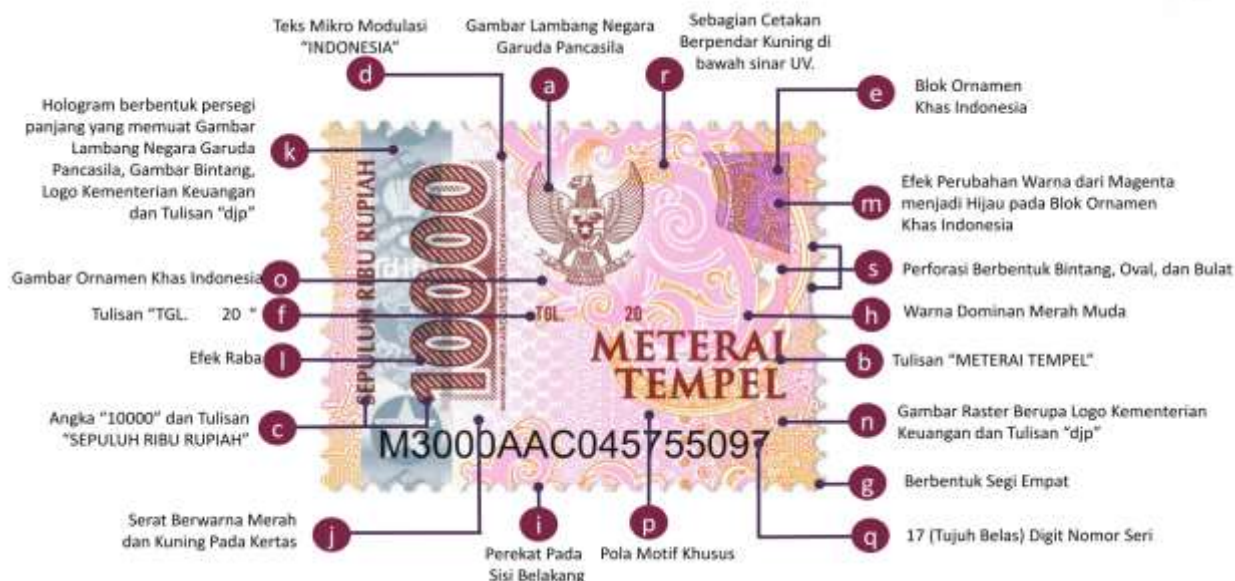 Teks Mikro Modulasi
"INDONESIA"
d
Gambar Lambang Negara
Garuda Pancasila
a
Sebagian Cetakan
Berpendar Kuning di
bawah sinar UV.
r
e
Blok Ornamen
Khas Indonesia
Hologram berbentuk persegi
panjang yang memuat Gambar
Lambang Negara Garuda
Pancasila, Gambar Bintang,
Logo Kementerian Keuangan
dan Tulisan "djp"
k
m
Efek Perubahan Warna dari Magenta
menjadi Hijau pada Blok Ornamen
Khas Indonesia
Gambar Ornamen Khas Indonesia
o
s
Perforasi Berbentuk Bintang, Oval, dan Bulat
Tulisan "TGL. 20 "
f
h
Warna Dominan Merah Muda
Efek Raba
l
b
Tulisan "METERAI TEMPEL"
Angka "10000" dan Tulisan
"SEPULUH RIBU RUPIAH"
c
n
Gambar Raster Berupa Logo Kementerian
Keuangan dan Tulisan "djp"
g
Berbentuk Segi Empat
Serat Berwarna Merah
dan Kuning Pada Kertas
j
i
Perekat Pada
Sisi Belakang
p
Pola Motif Khusus
q
17 (Tujuh Belas) Digit Nomor Seri
SEPULUH RIBU RUPIAH
10000
TGL. 20
METERAI
TEMPEL
M3000AAC045755097